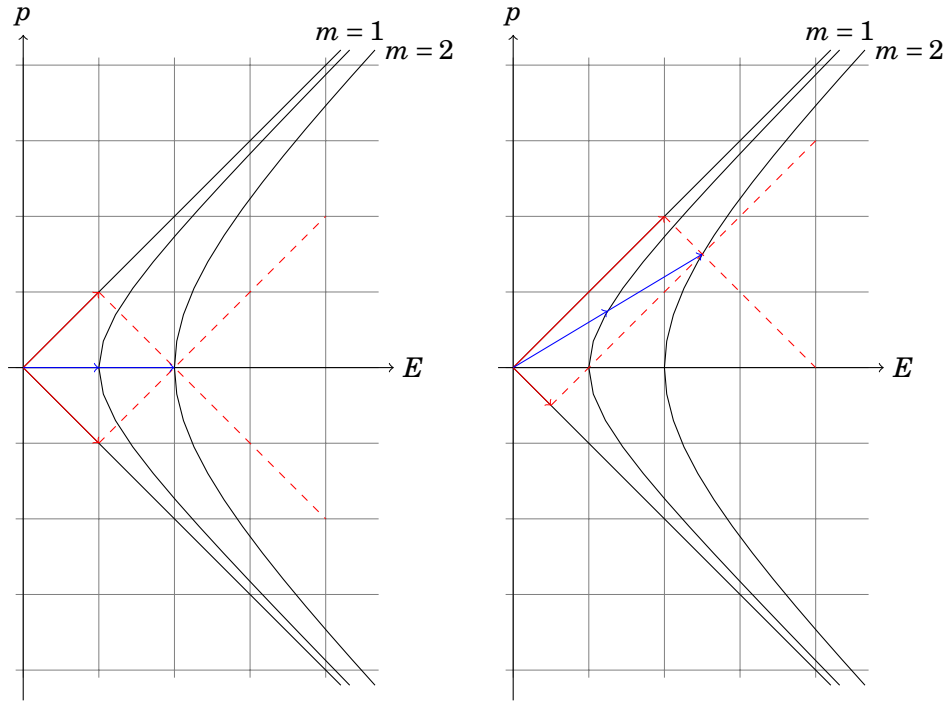 p
m = 1
m = 2
E
p
m = 1
m = 2
E